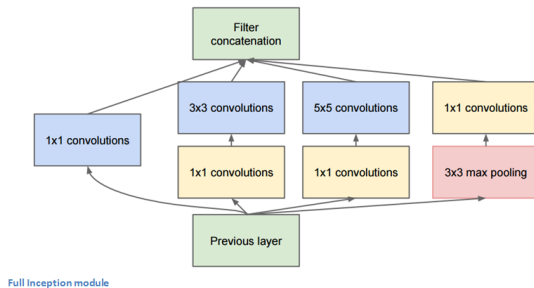 Filter
concatenation
3x3 convolutions
5x5 convolutions
1x1 convolutions
1x1 convolutions
1x1 convolutions
1x1 convolutions
3x3 max pooling
Previous layer
Full Inception module